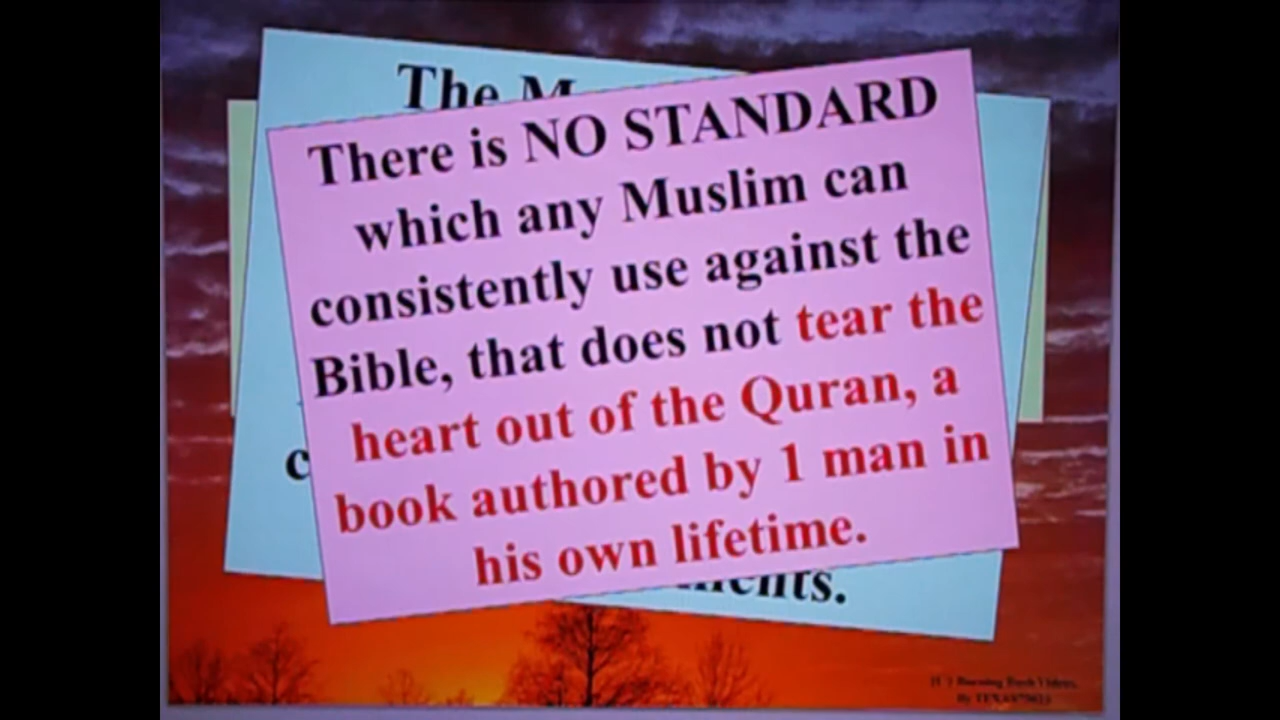 The
There is NO STANDARD
which any Muslim can
consistently use against the
Bible, that does not tear the
heart out of the Quran, a
book authored by 1 man in
his own lifetime.